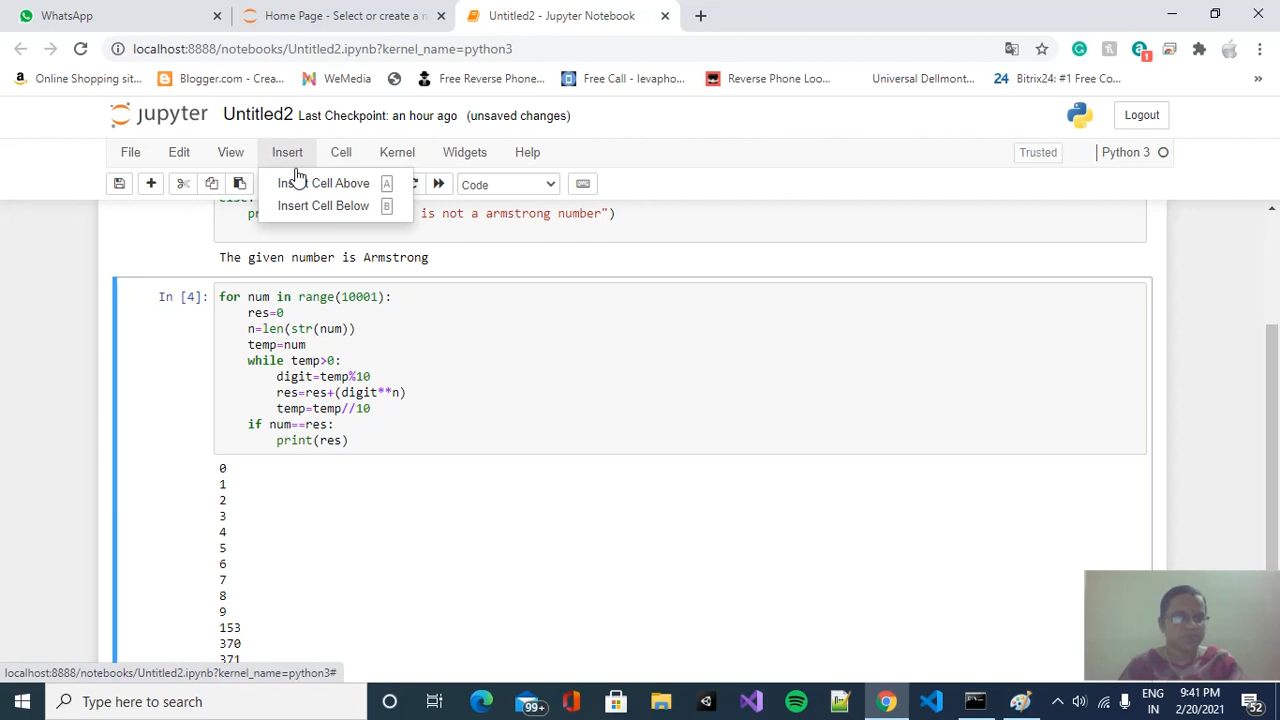 WhatsApp
Home Page - Select or create a n
Untitled2 - Jupyter Notebook
localhost:8888/notebooks/Untitled2.ipynb?kernel_name=python3
1
Online Shopping sit...
Blogger.com - Crea...
WeMedia
Free Reverse Phone...
Free Call - levapho...
Reverse Phone Loo...
Universal Dellmont...
24 Bitrix24: #1 Free Co...
»
jupyter Untitled2 Last Checkpoint: an hour ago (unsaved changes)
Logout
File Edit View Insert Cell Kernel Widgets Help
Trusted
Python 3
Code
Insert Cell Above A
Insert Cell Below B
is not a armstrong number")
The given number is Armstrong
In [4]: for num in range(10001):
res=0
n=len(str(num))
temp=num
while temp>0:
digit=temp%10
res=res+(digit**n)
temp=temp//10
if num==res:
print(res)
0
1
2
3
4
5
6
7
8
9
153
370
371
localhost:8888/notebooks/Untitled2.ipynb?kernel_name=python3#
Type here to search
99+
ENG
IN
9:41 PM
2/20/2021
52